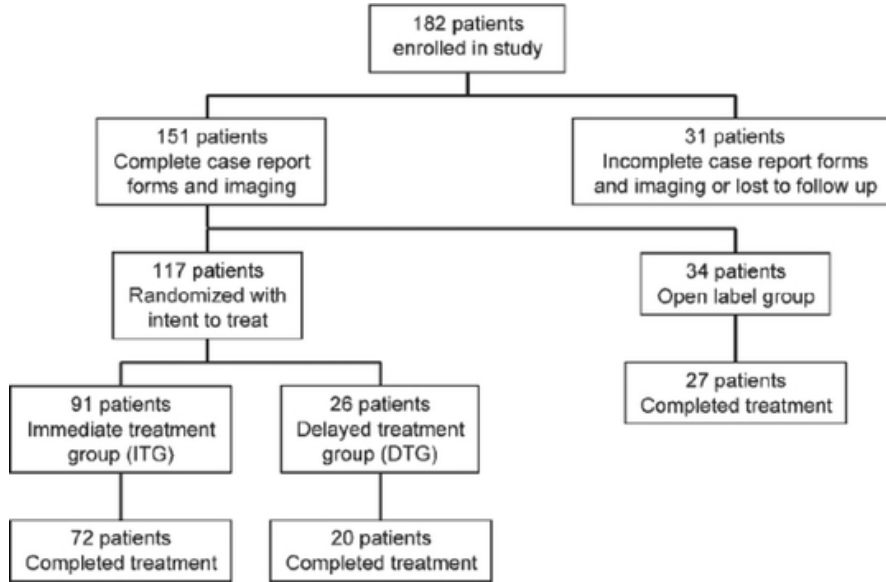 182 patients
enrolled in study
151 patients
Complete case report
forms and imaging
31 patients
Incomplete case report forms
and imaging or lost to follow up
117 patients
Randomized with
intent to treat
34 patients
Open label group
91 patients
Immediate treatment
group (ITG)
26 patients
Delayed treatment
group (DTG)
27 patients
Completed treatment
72 patients
Completed treatment
20 patients
Completed treatment